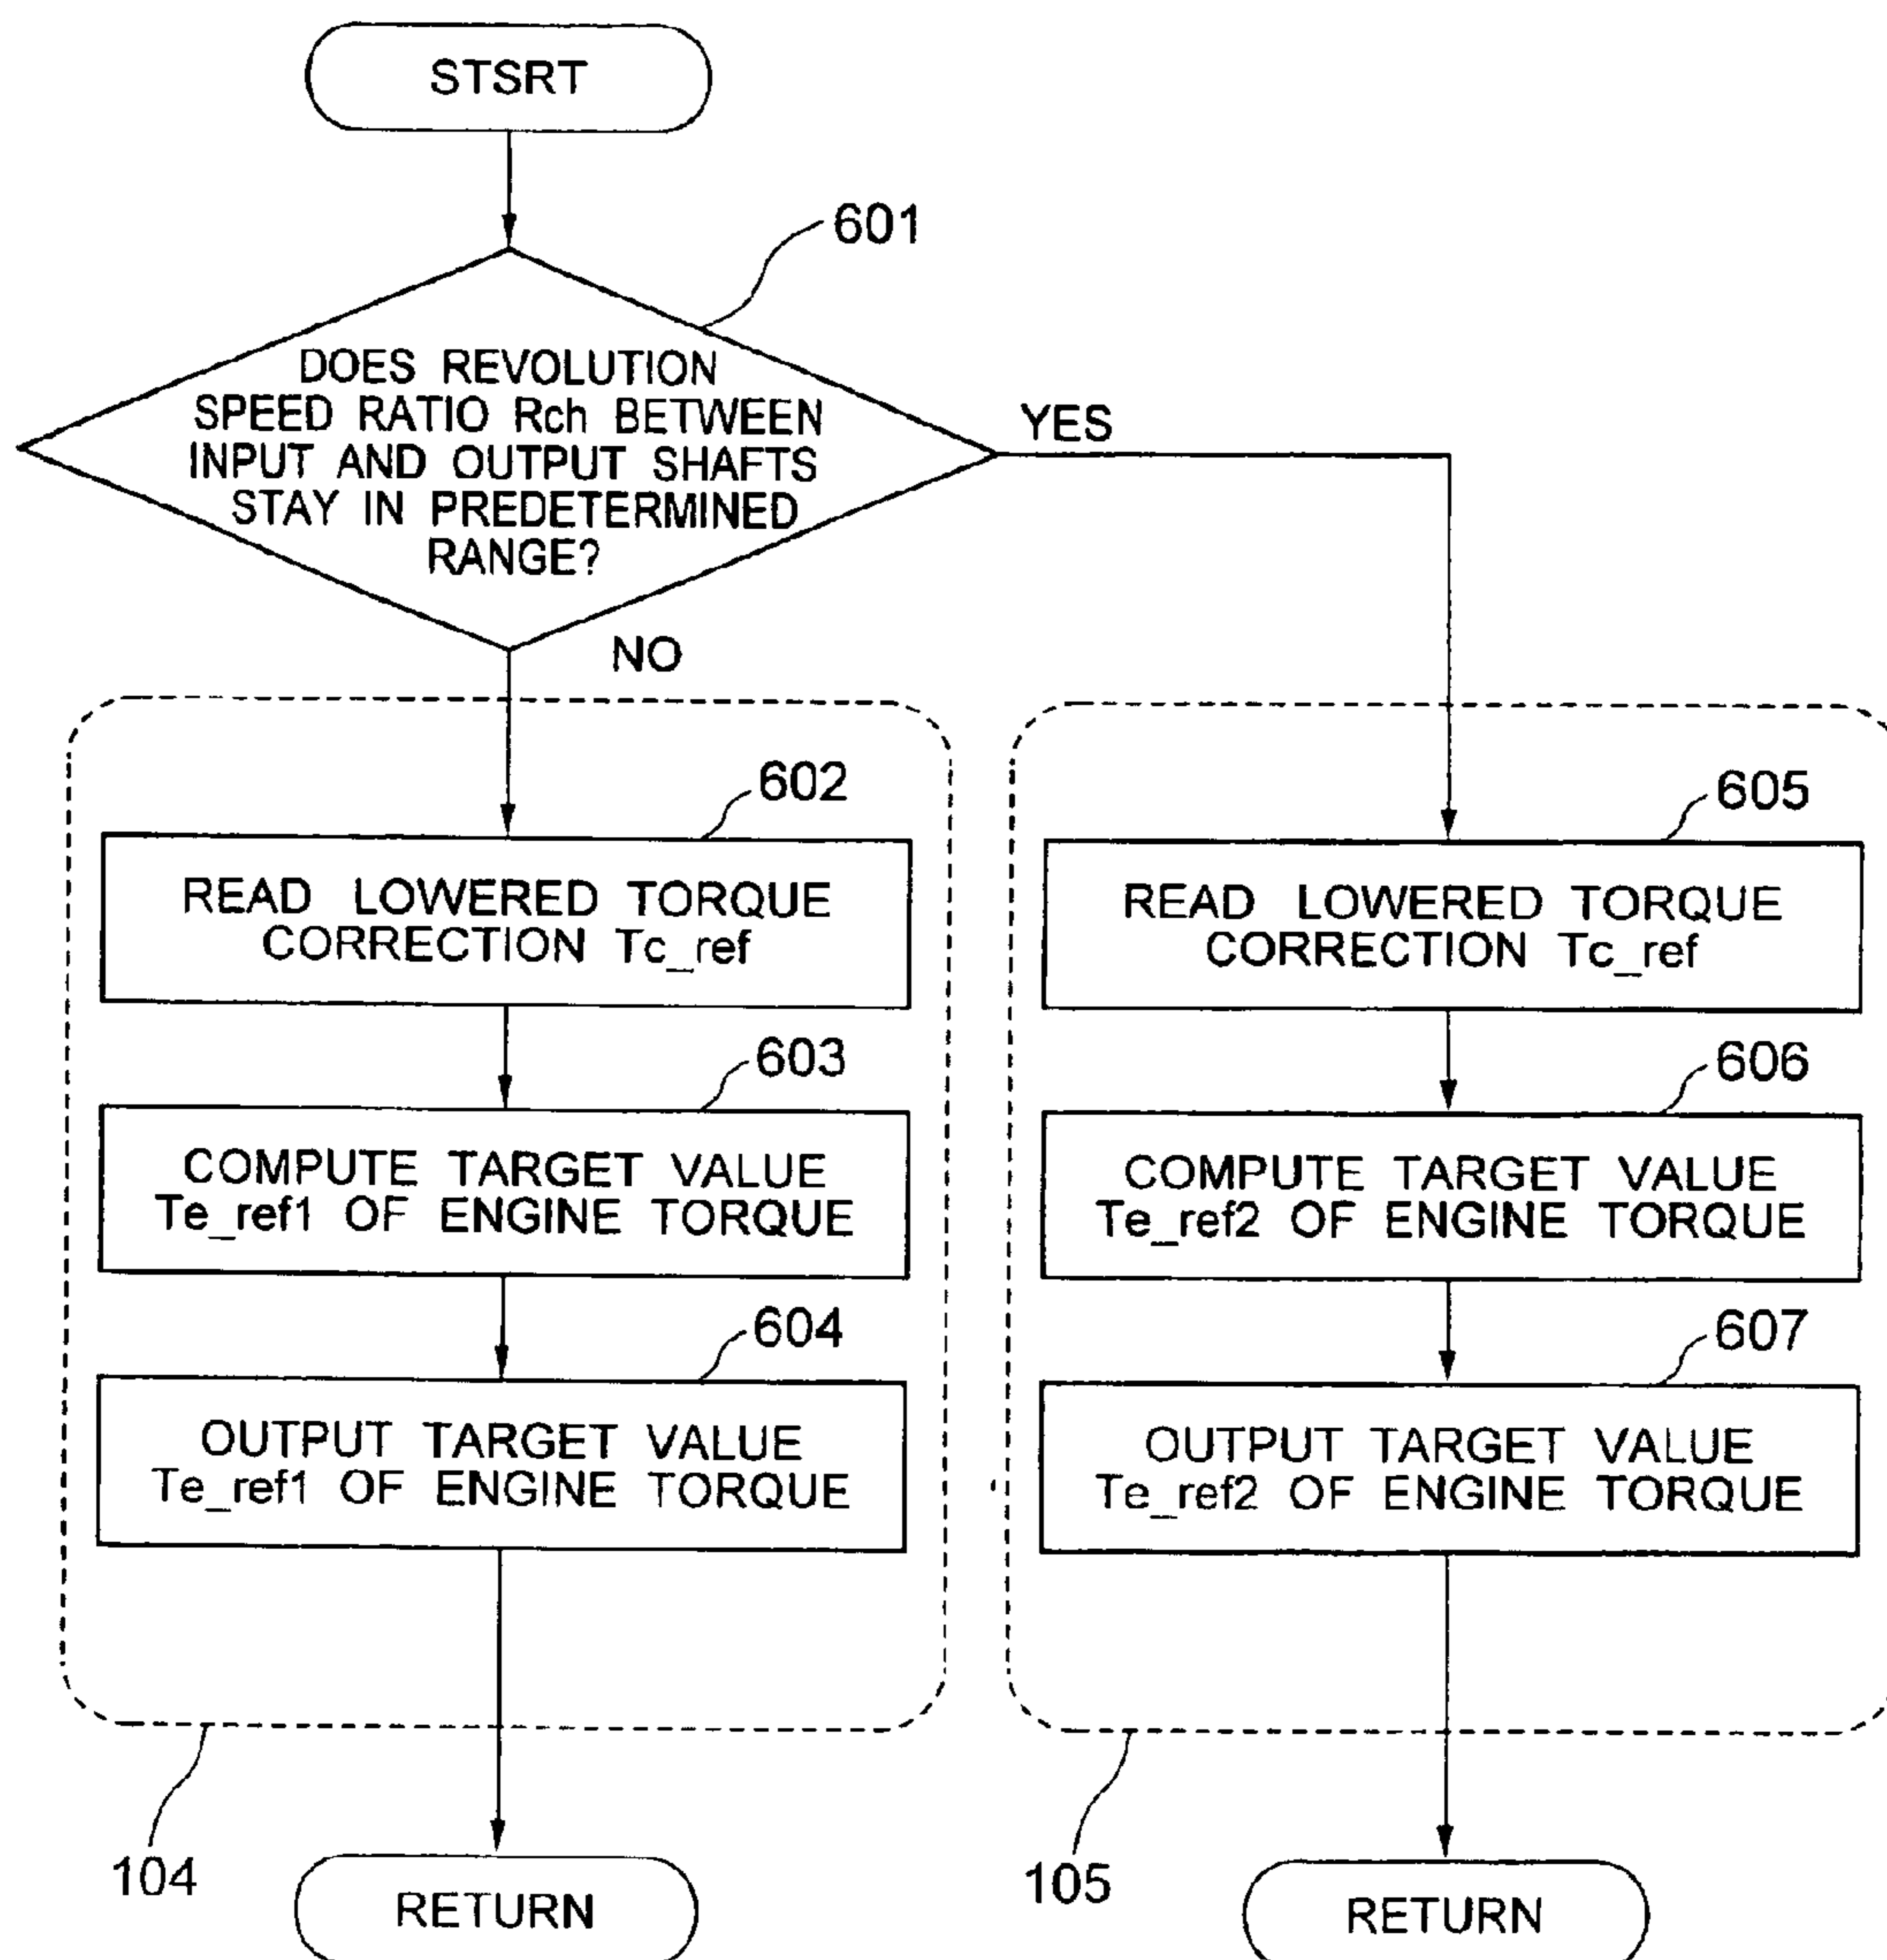 STSRT
601
DOES REVOLUTION
SPEED RATIO Rch BETWEEN
INPUT AND OUTPUT SHAFTS
STAY IN PREDETERMINED
RANGE?
YES
NO
602
READ LOWERED TORQUE
CORRECTION Tc_ref
603
COMPUTE TARGET VALUE
Te_ref1 OF ENGINE TORQUE
604
OUTPUT TARGET VALUE
Te_ref1 OF ENGINE TORQUE
104
RETURN
605
READ LOWERED TORQUE
CORRECTION Tc_ref
606
COMPUTE TARGET VALUE
Te_ref2 OF ENGINE TORQUE
607
OUTPUT TARGET VALUE
Te_ref2 OF ENGINE TORQUE
105
RETURN